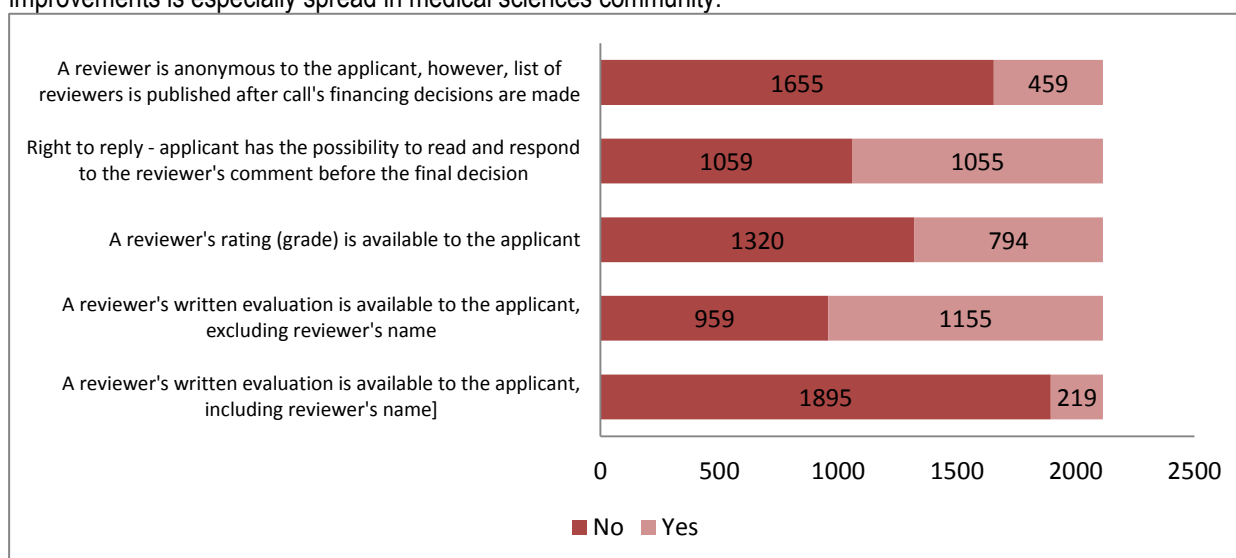 improvements is especially spread in medical sciences community.
A reviewer is anonymous to the applicant, however, list of
reviewers is published after call's financing decisions are made
1655
459
Right to reply - applicant has the possibility to read and respond
to the reviewer's comment before the final decision
1059
1055
A reviewer's rating (grade) is available to the applicant
1320
794
A reviewer's written evaluation is available to the applicant,
excluding reviewer's name
959
1155
A reviewer's written evaluation is available to the applicant,
including reviewer's name]
1895
219
0 500 1000 1500 2000 2500
No Yes